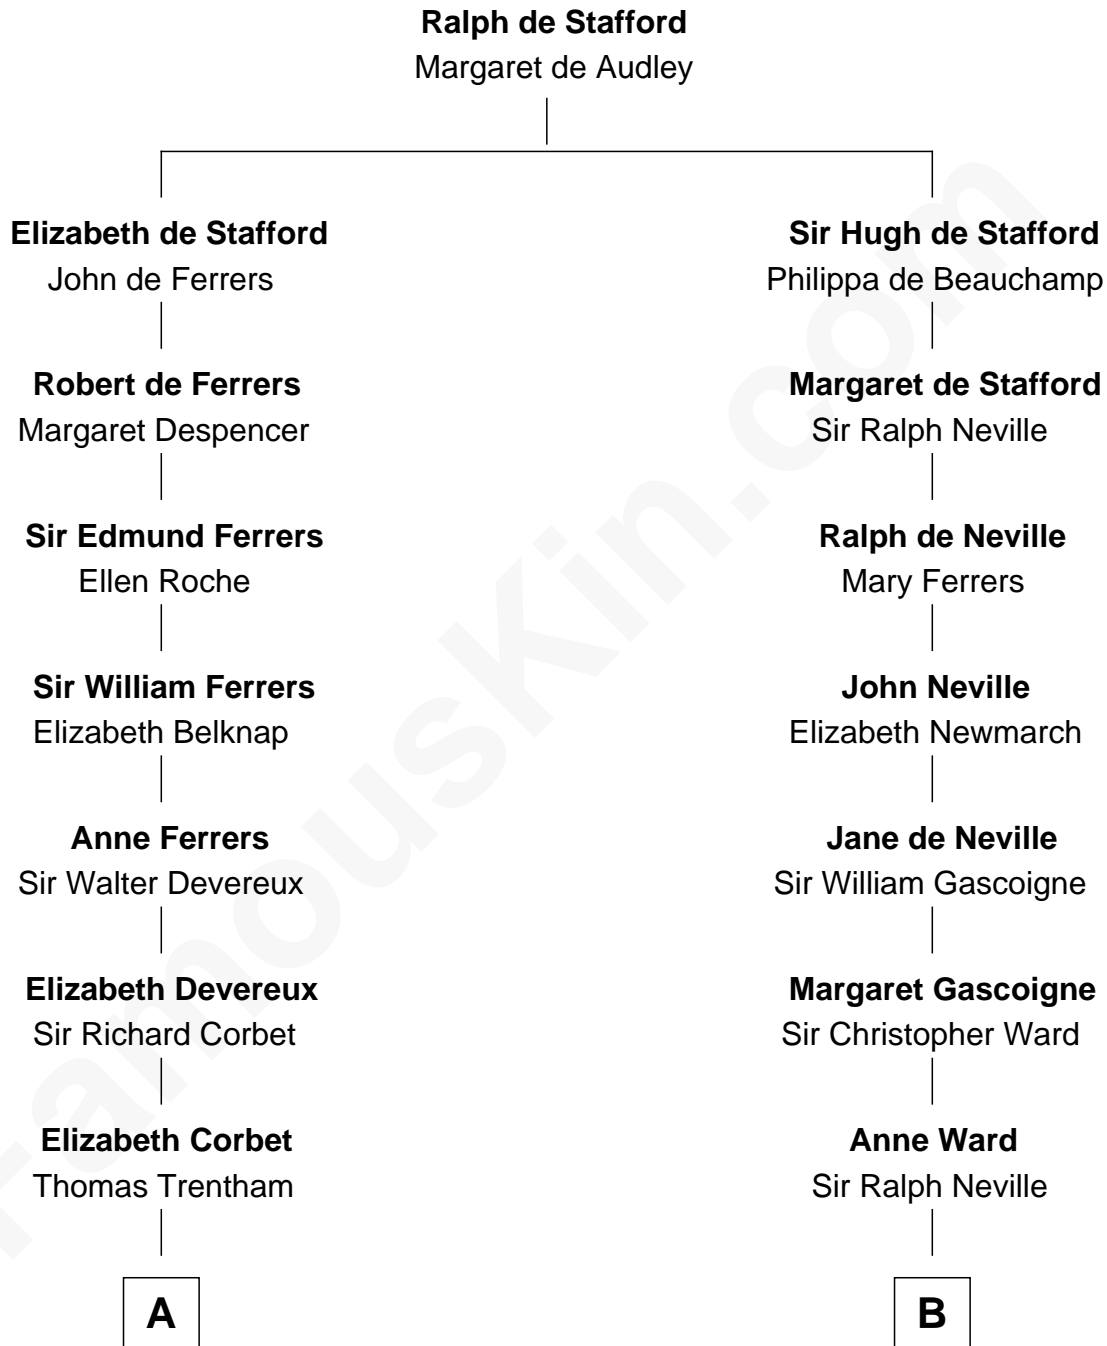 Ralph de Stafford
Margaret de Audley
Elizabeth de Stafford
John de Ferrers
Sir Hugh de Stafford
Philippa de Beauchamp
Robert de Ferrers
Margaret Despencer
Margaret de Stafford
Sir Ralph Neville
Sir Edmund Ferrers
Ellen Roche
Ralph de Neville
Mary Ferrers
Sir William Ferrers
Elizabeth Belknap
John Neville
Elizabeth Newmarch
Anne Ferrers
Sir Walter Devereux
Jane de Neville
Sir William Gascoigne
Elizabeth Devereux
Sir Richard Corbet
Margaret Gascoigne
Sir Christopher Ward
Elizabeth Corbet
Thomas Trentham
Anne Ward
Sir Ralph Neville
A
B
FamousKin.com